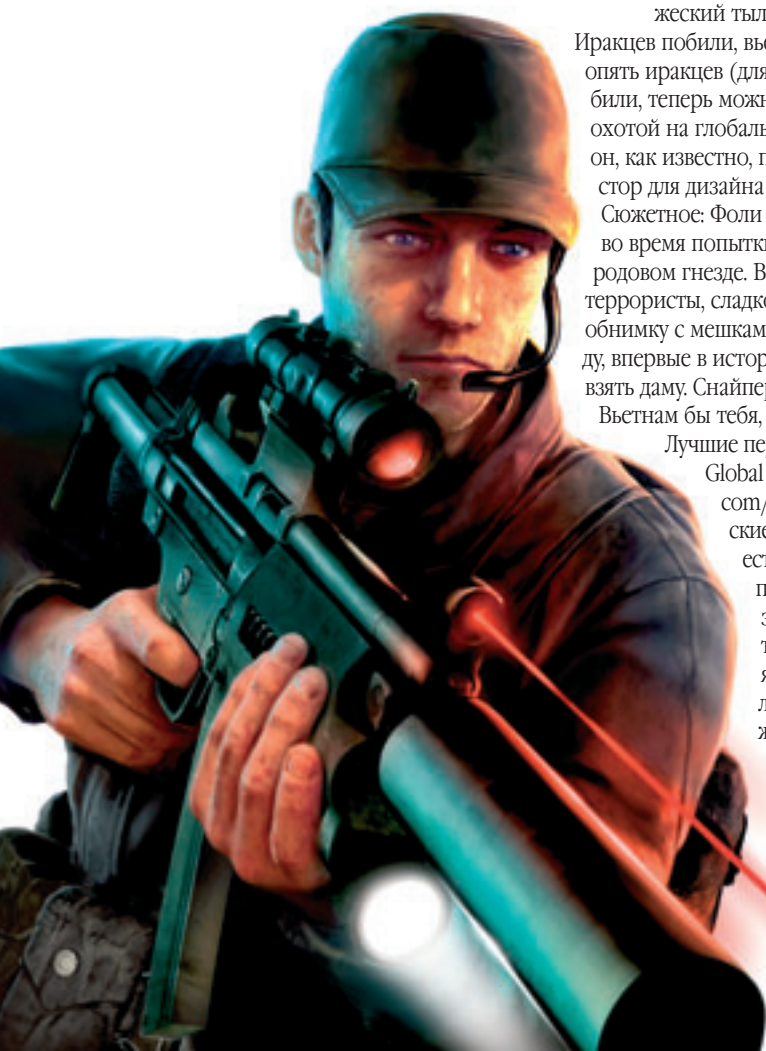 жеский тыл
Иракцев побили, вье
опять иракцев (для
били, теперь можн
охотой на глобаль
он, как известно, п
стор для дизайна
Сюжетное: Фоли
во время попытки
родовом гнезде. В
террористы, сладко
обнимку с мешкам
ду, впервые в истор
взять даму. Снайпер
Вьетнам бы тебя,
Лучшие пе
Global
com/
ские
ест
п
з
т
я
л
ж